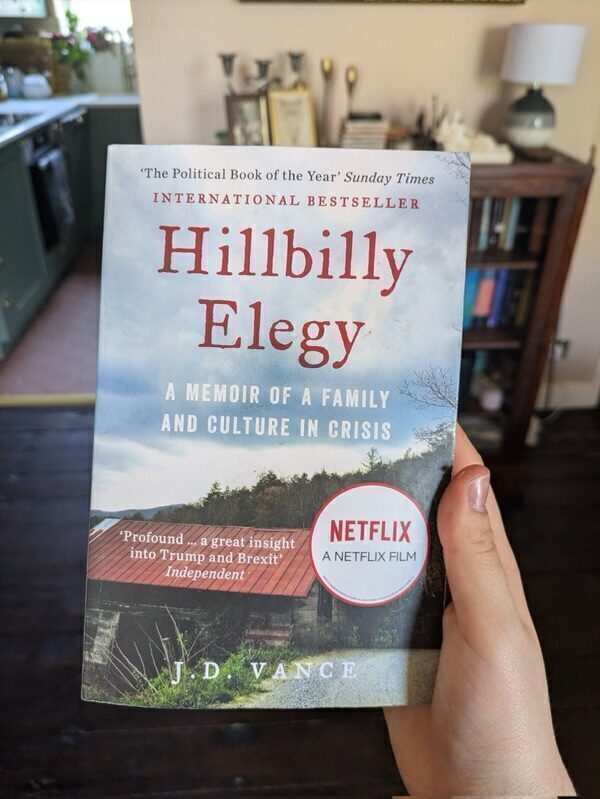 'The Political Book of the Year' Sunday Times
INTERNATIONAL BESTSELLER
Hillbilly
Elegy
A MEMOIR OF A FAMILY
AND CULTURE IN CRISIS
'Profound ... a great insight
into Trump and Brexit'
Independent
NETFLIX
A NETFLIX FILM
J.D. VANCE